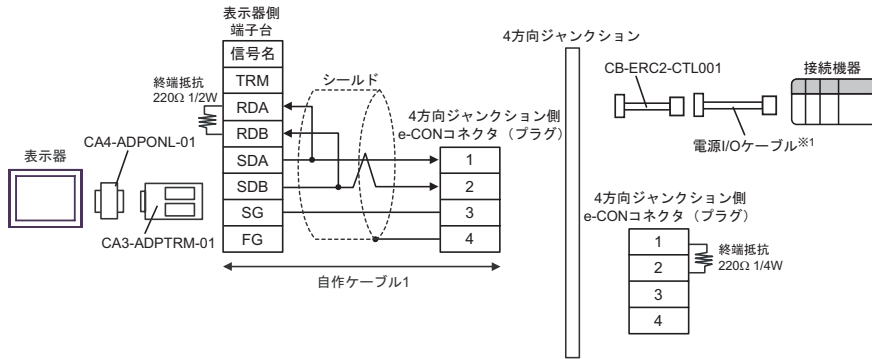 表示器
CA4-ADPONL-01
CA3-ADPTRM-01
終端抵抗
220Ω 1/2W
表示器側
端子台
信号名
TRM
RDA
RDB
SDA
SDB
SG
FG
シールド
4方向ジャンクション側
e-CONコネクタ（プラグ）
1
2
3
4
自作ケーブル1
4方向ジャンクション
CB-ERC2-CTL001
電源I/Oケーブル※1
接続機器
4方向ジャンクション側
e-CONコネクタ（プラグ）
1
2
3
4
終端抵抗
220Ω 1/4W